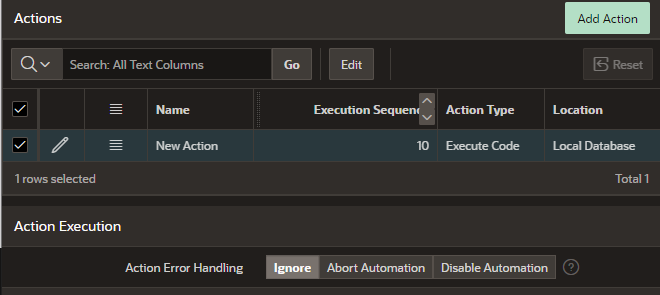 Actions
Add Action
Search: All Text Columns
Go
Edit
Reset
Name
Execution Sequenc
Action Type
Location
New Action
10
Execute Code
Local Database
1 rows selected
Total 1
Action Execution
Action Error Handling
Ignore
Abort Automation
Disable Automation
?